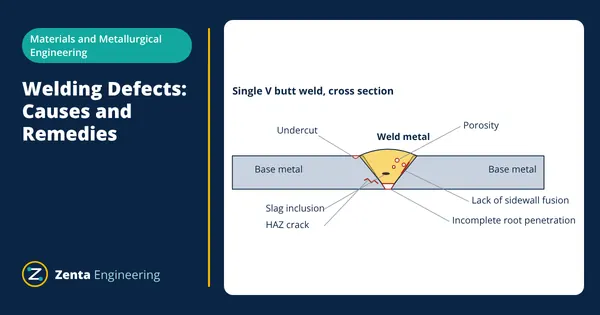 Materials and Metallurgical
Engineering
Welding Defects:
Causes and
Remedies
Zenta Engineering
Single V butt weld, cross section
Undercut
Weld metal
Porosity
Base metal
Base metal
Slag inclusion
HAZ crack
Lack of sidewall fusion
Incomplete root penetration